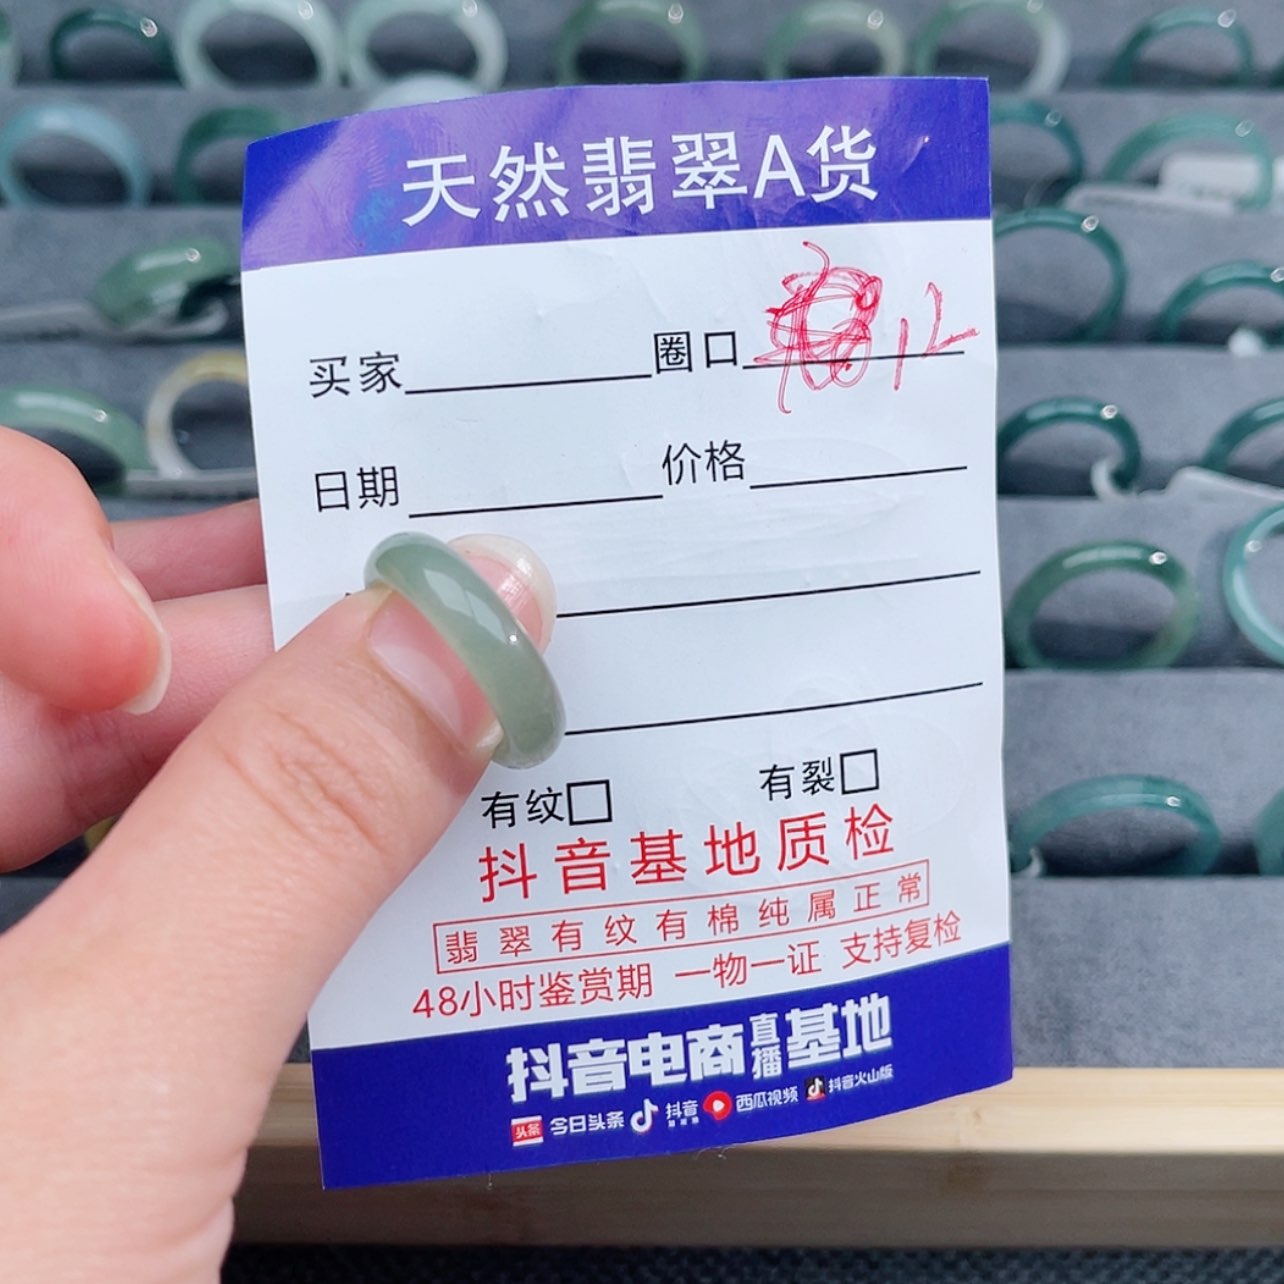 天然翡翠A货
买家 圈口 12
日期 价格
有纹□ 有裂□
抖音基地质检
翡翠有纹有棉纯属正常
48小时鉴赏期 一物一证 支持复检
抖音电商直播基地
头条 今日头条 抖音 西瓜视频 抖音火山版